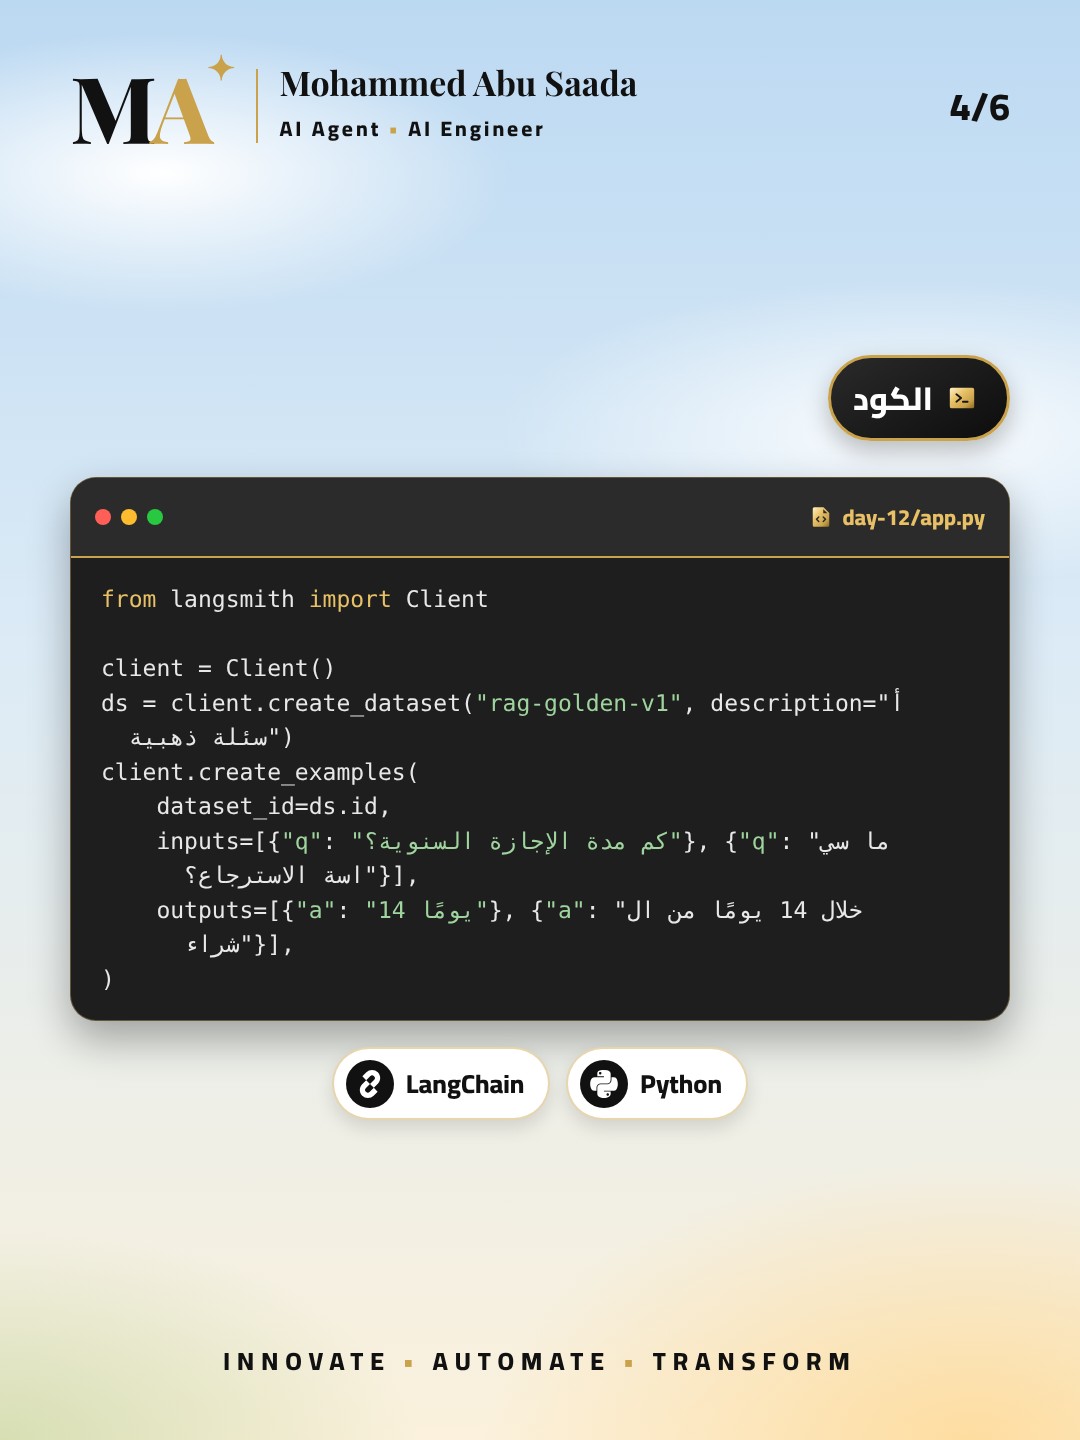 MA
Mohammed Abu Saada
AI Agent ▪ AI Engineer
4/6
الكود
day-12/app.py
from langsmith import Client

client = Client()
ds = client.create_dataset("rag-golden-v1", description="أ
سئلة ذهبية")
client.create_examples(
    dataset_id=ds.id,
    inputs=[{"q": "كم مدة الإجازة السنوية؟"}, {"q": "ما سي
اسة الاسترجاع؟"}],
    outputs=[{"a": "14 يومًا"}, {"a": "خلال 14 يومًا من ال
شراء"}],
)
LangChain
Python
INNOVATE ▪ AUTOMATE ▪ TRANSFORM